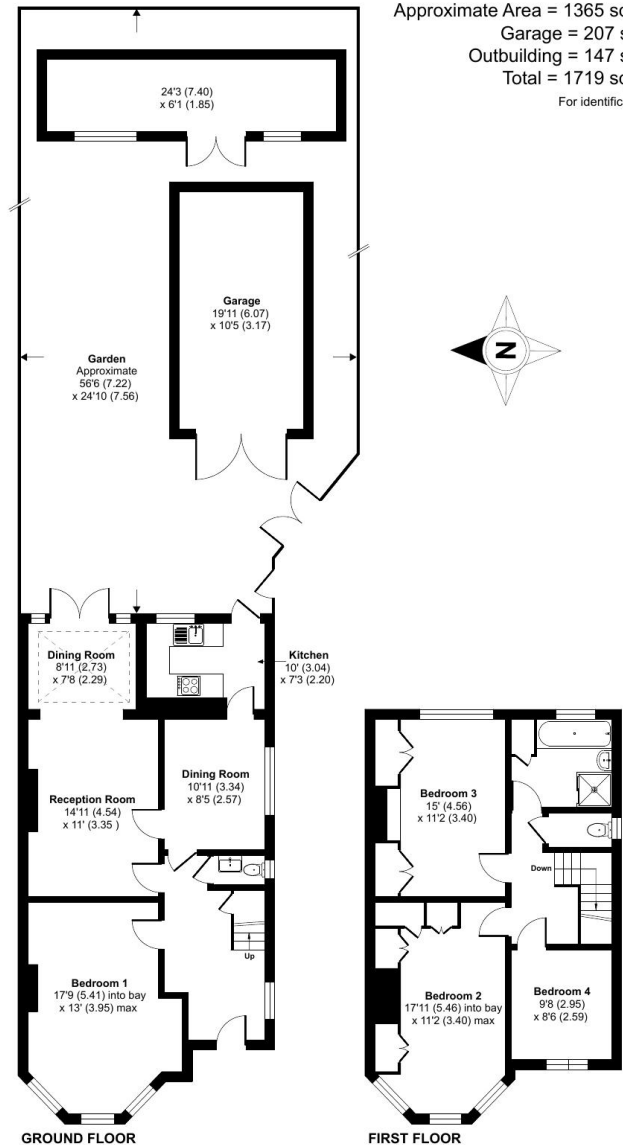 Approximate Area = 1365 sq
Garage = 207 s
Outbuilding = 147 s
Total = 1719 sq
For identific
24'3 (7.40)
x 6'1 (1.85)
Garage
19'11 (6.07)
x 10'5 (3.17)
N
Garden
Approximate
56'6 (7.22)
x 24'10 (7.56)
Dining Room
8'11 (2.73)
x 7'8 (2.29)
Kitchen
10' (3.04)
x 7'3 (2.20)
Dining Room
10'11 (3.34)
x 8'5 (2.57)
Reception Room
14'11 (4.54)
x 11' (3.35 )
Up
Bedroom 1
17'9 (5.41) into bay
x 13' (3.95) max
GROUND FLOOR
Bedroom 3
15' (4.56)
x 11'2 (3.40)
Down
Bedroom 2
17'11 (5.46) into bay
x 11'2 (3.40) max
Bedroom 4
9'8 (2.95)
x 8'6 (2.59)
FIRST FLOOR